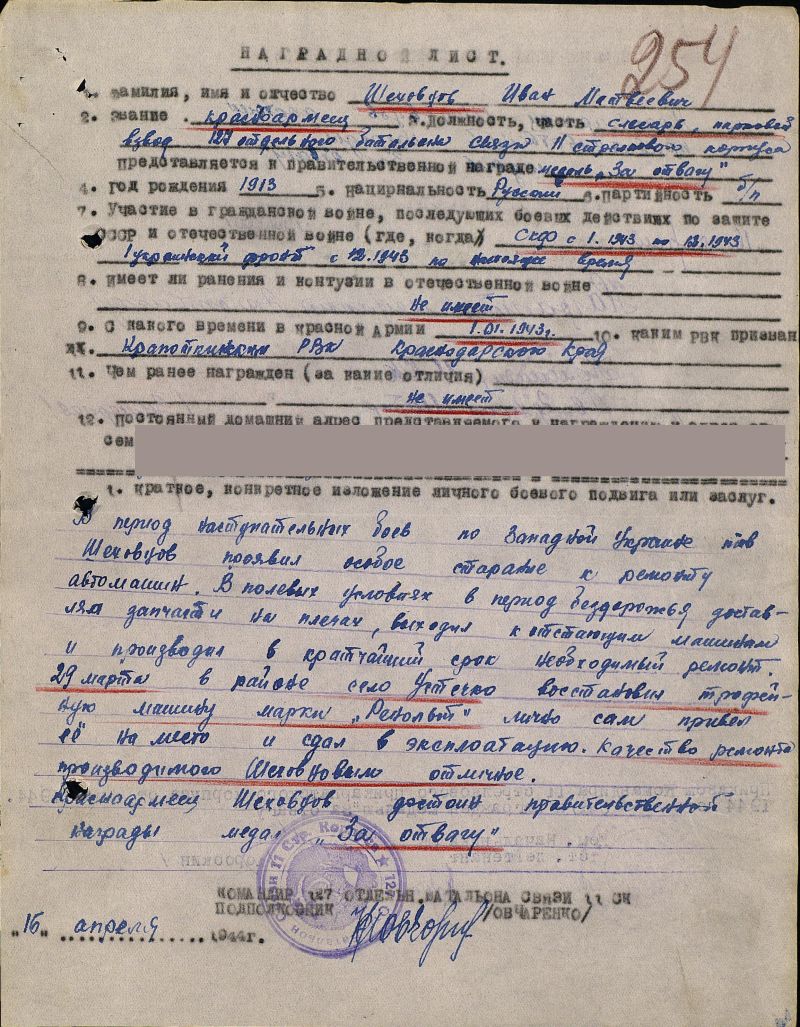 254
НАГРАДНОЙ ЛИСТ.
1. Фамилия, имя и отчество Шеховцов Иван Матвеевич
2. Звание. красноармеец 3. Должность, часть слесарь, парковой
взвод 127 отдельного батальона связи 11 стрелкового корпуса
Представляется к правительственной награде медаль „За отвагу"
4. год рождения 1913 5. Национальность Русский 6. Партийность б/п
7. Участие в гражданской войне, последующих боевых действиях по защите
СССР и отечественной войне (где, когда) СКФ с 1.1943 по 12.1943
1 украинский фронт с 12.1943 по настоящее время
8. имеет ли ранения и контузии в отечественной войне
не имеет
9. С какого времени в Красной Армии 1.01.1943г. 10. каким РВК призван
Кропоткинским РВК Краснодарского Края
11. Чем ранее награжден (за какие отличия)
не имеет
12. Постоянный домашний адрес представляемого к награждению и адрес его
сем
1. Краткое, конкретное изложение личного боевого подвига или заслуг.
В период наступательных боев по Западной Украине тов
Шеховцов проявил особое старание к ремонту
автомашин. В полевых условиях в период бездорожья достав-
лял запчасти на плечах, выходил к отстающим машинам
и производил в кратчайший срок необходимый ремонт.
29 марта в районе село Устечко восстановил трофей-
ную машину марки „Рекольт" лично сам привел
её на место и сдал в эксплоатацию. Качество ремонта
производимого Шеховцовым отличное.
Красноармеец Шеховцов достоин правительственной
награды медал „За отвагу"
КОМАНДИР 127 ОТДЕЛЬН. БАТАЛЬОНА СВЯЗИ 11 СК
ПОДПОЛКОВНИК /ОВЧАРЕНКО/
„16" апреля 1944г.